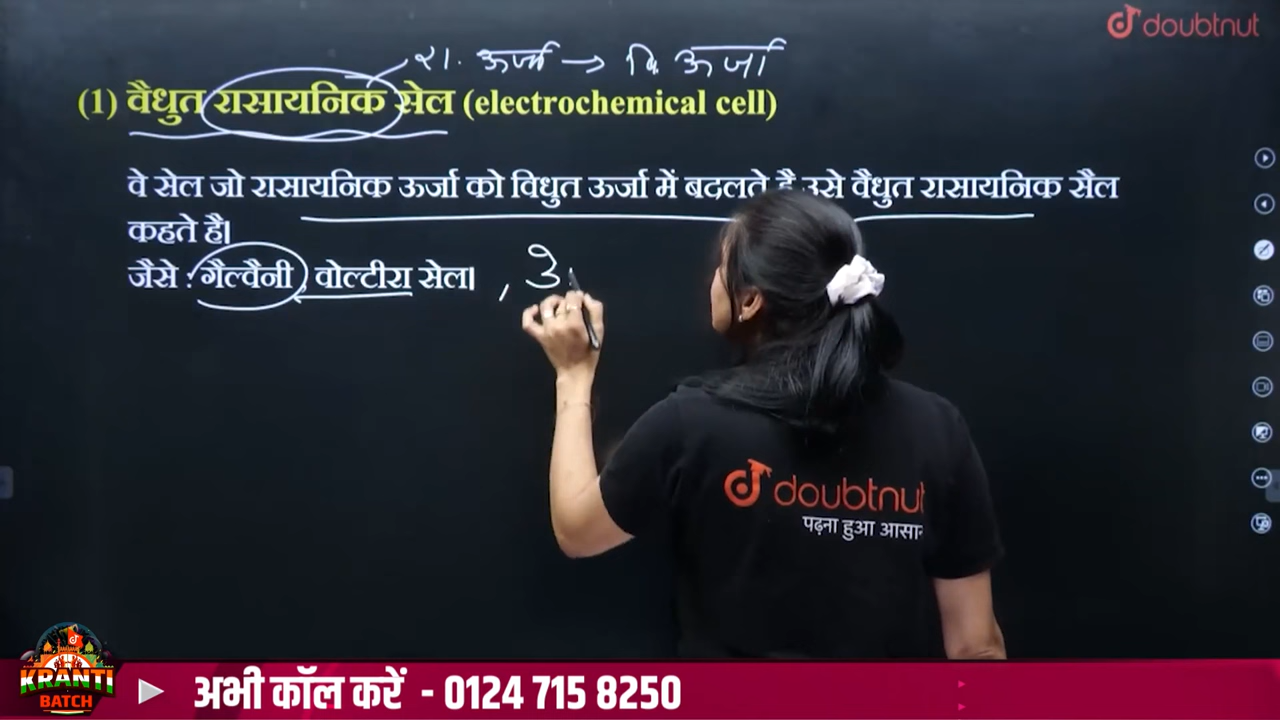 doubtnut
रा. ऊर्जा → वि. ऊर्जा
(1) वैधुत रासायनिक सेल (electrochemical cell)
वे सेल जो रासायनिक ऊर्जा को विधुत ऊर्जा में बदलते है उसे वैधुत रासायनिक सैल
कहते है।
जैसे : गैल्वैनी, वोल्टीरा सेल। ,
doubtnut
पढ़ना हुआ आसान
KRANTI
BATCH
अभी कॉल करें - 0124 715 8250